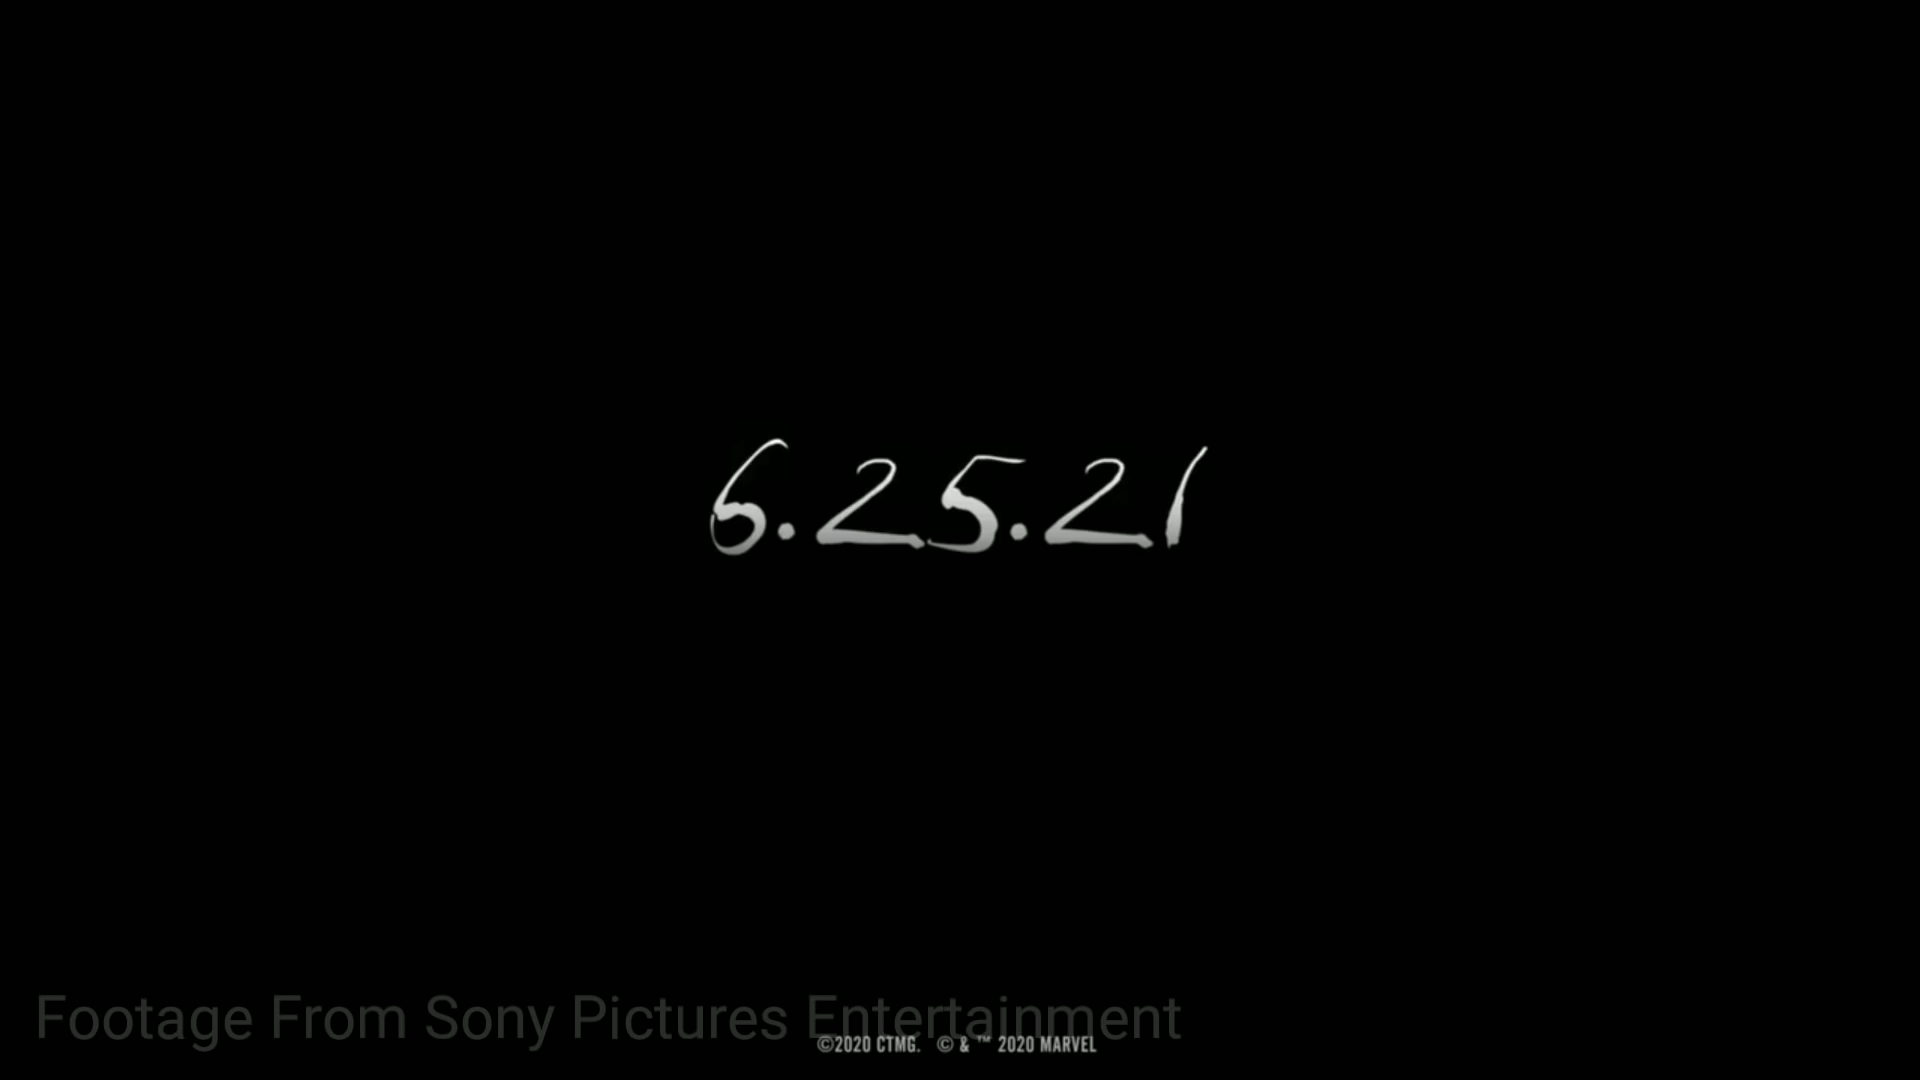 6.25.21
Footage From Sony Pictures Entertainment
©2020 CTMG. © & ™ 2020 MARVEL